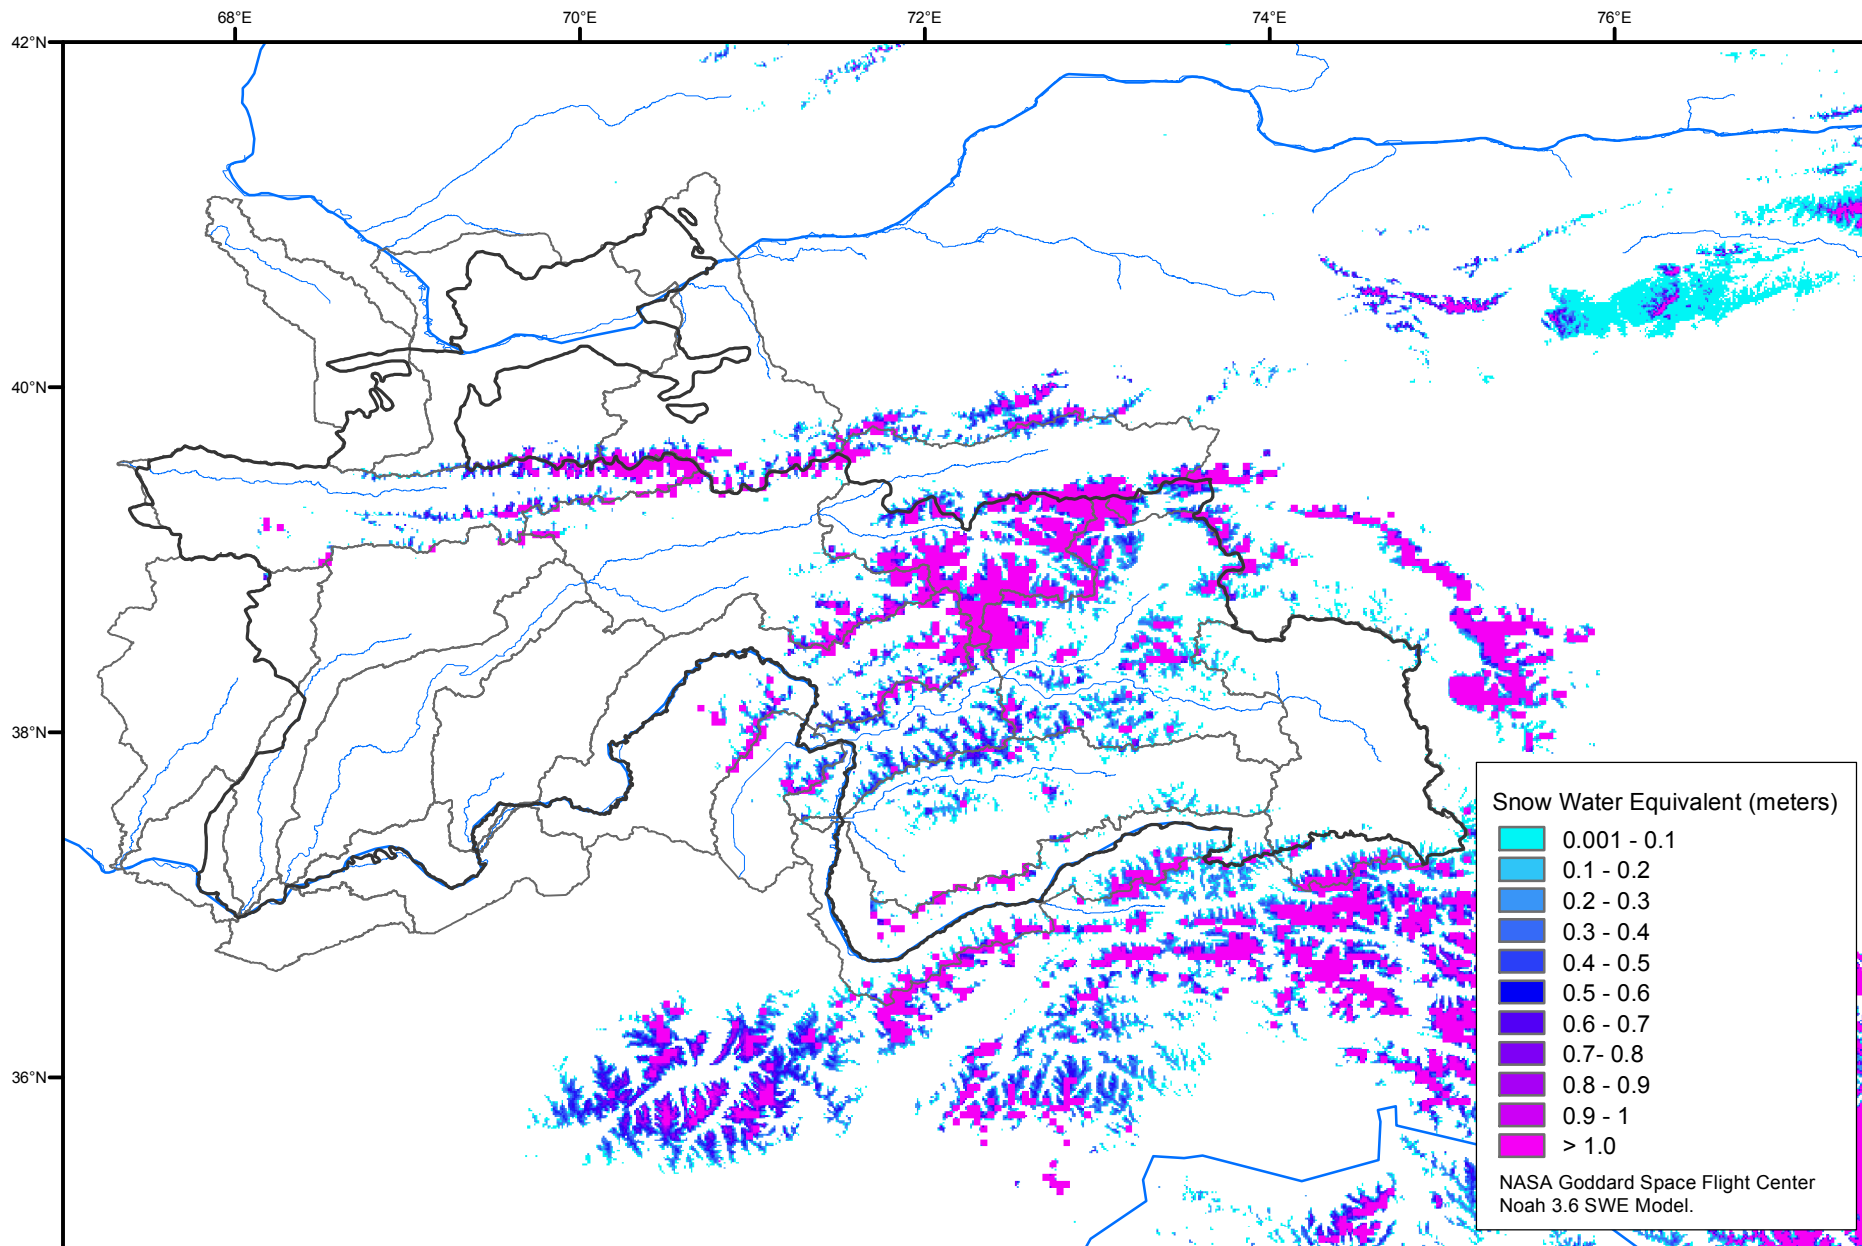 68°E
70°E
72°E
74°E
76°E
42°N
40°N
38°N
36°N
Snow Water Equivalent (meters)
0.001 - 0.1
0.1 - 0.2
0.2 - 0.3
0.3 - 0.4
0.4 - 0.5
0.5 - 0.6
0.6 - 0.7
0.7- 0.8
0.8 - 0.9
0.9 - 1
> 1.0
NASA Goddard Space Flight Center
Noah 3.6 SWE Model.